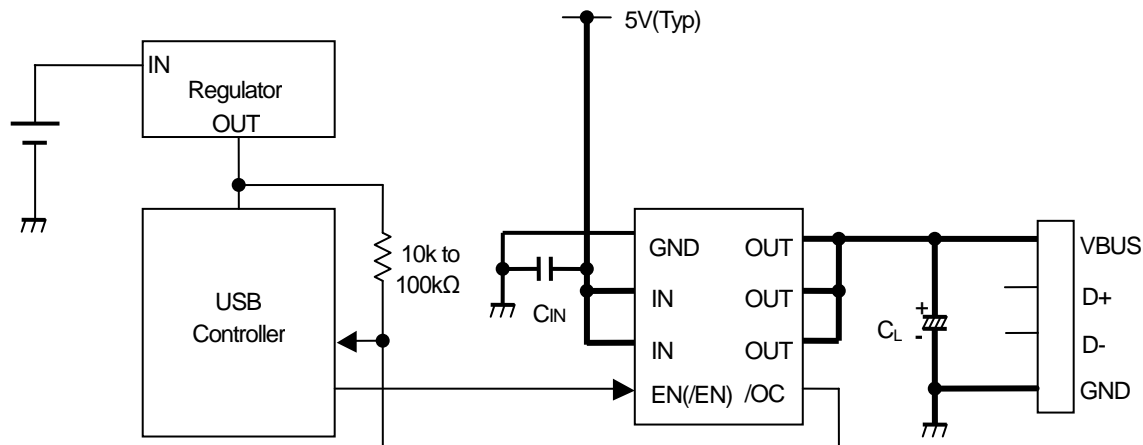 5V(Typ)
IN
Regulator
OUT
10k to
100kΩ
USB
Controller
CIN
GND
OUT
IN
OUT
IN
OUT
EN(/EN)
/OC
+
CL
-
VBUS
D+
D-
GND